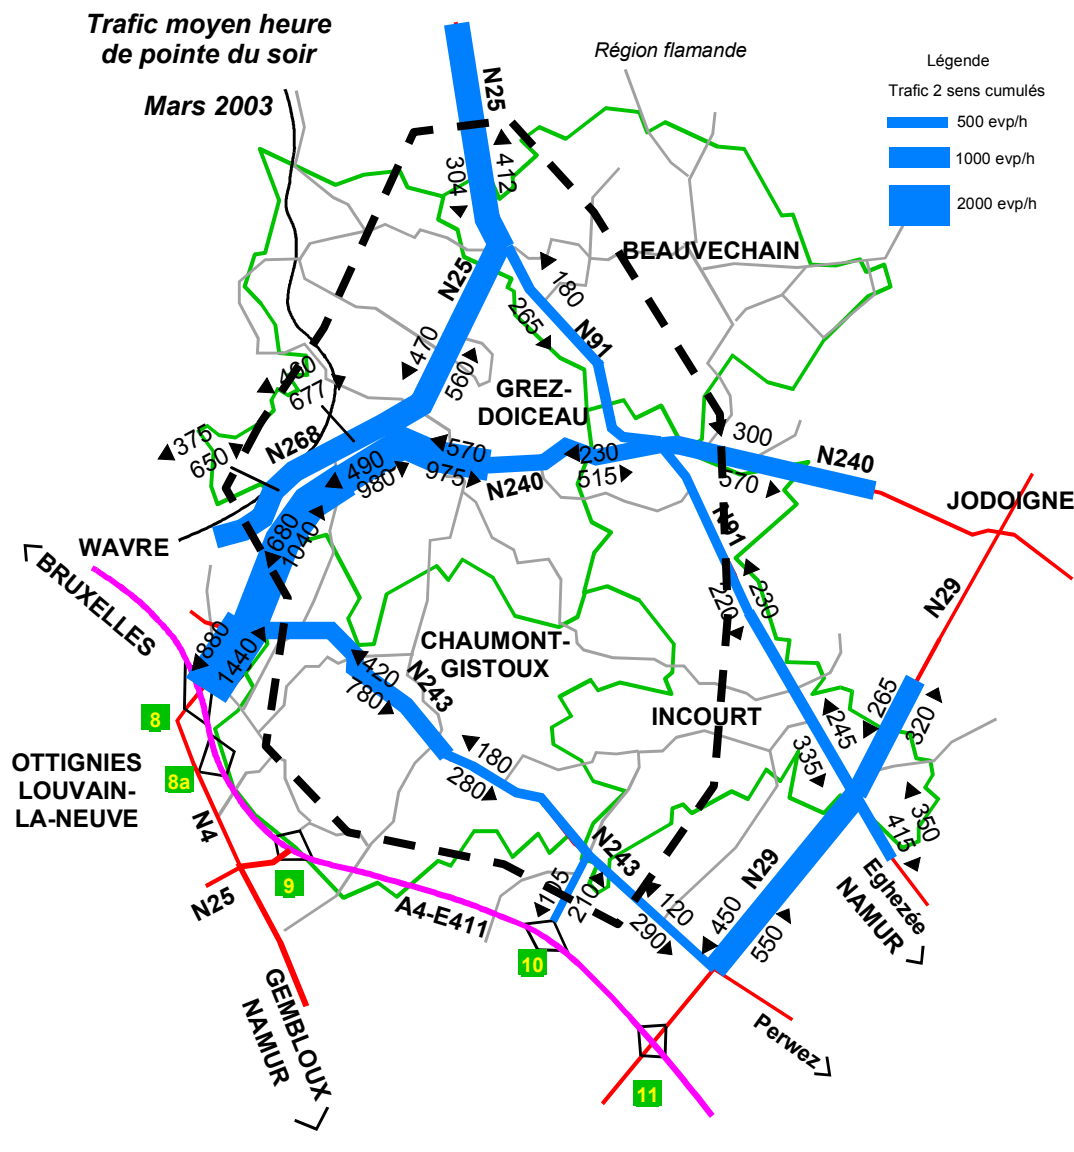 Trafic moyen heure
de pointe du soir
Mars 2003
Région flamande
Légende
Trafic 2 sens cumulés
500 evp/h
1000 evp/h
2000 evp/h
N25
304
412
BEAUVECHAIN
N25
180
265
N91
470
560
GREZ-
DOICEAU
480
677
375
650
N268
490
980
570
975
N240
230
515
300
570
N240
JODOIGNE
WAVRE
680
1040
N91
BRUXELLES
220
230
N29
880
1440
CHAUMONT-
GISTOUX
420
780
N243
INCOURT
265
320
245
335
8
8a
OTTIGNIES
LOUVAIN-
LA-NEUVE
180
280
N4
350
415
N243
N29
Eghezée
NAMUR
9
N25
A4-E411
105
210
120
290
450
550
10
GEMBLOUX
NAMUR
Perwez
11